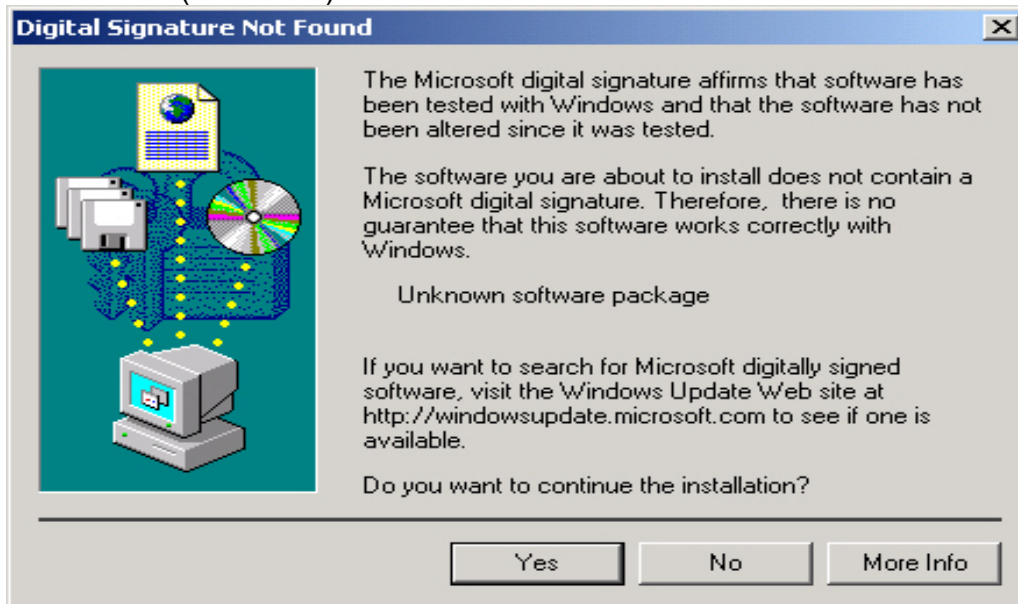 Digital Signature Not Found
The Microsoft digital signature affirms that software has
been tested with Windows and that the software has not
been altered since it was tested.
The software you are about to install does not contain a
Microsoft digital signature. Therefore, there is no
guarantee that this software works correctly with
Windows.
Unknown software package
If you want to search for Microsoft digitally signed
software, visit the Windows Update Web site at
http://windowsupdate.microsoft.com to see if one is
available.
Do you want to continue the installation?
Yes
No
More Info